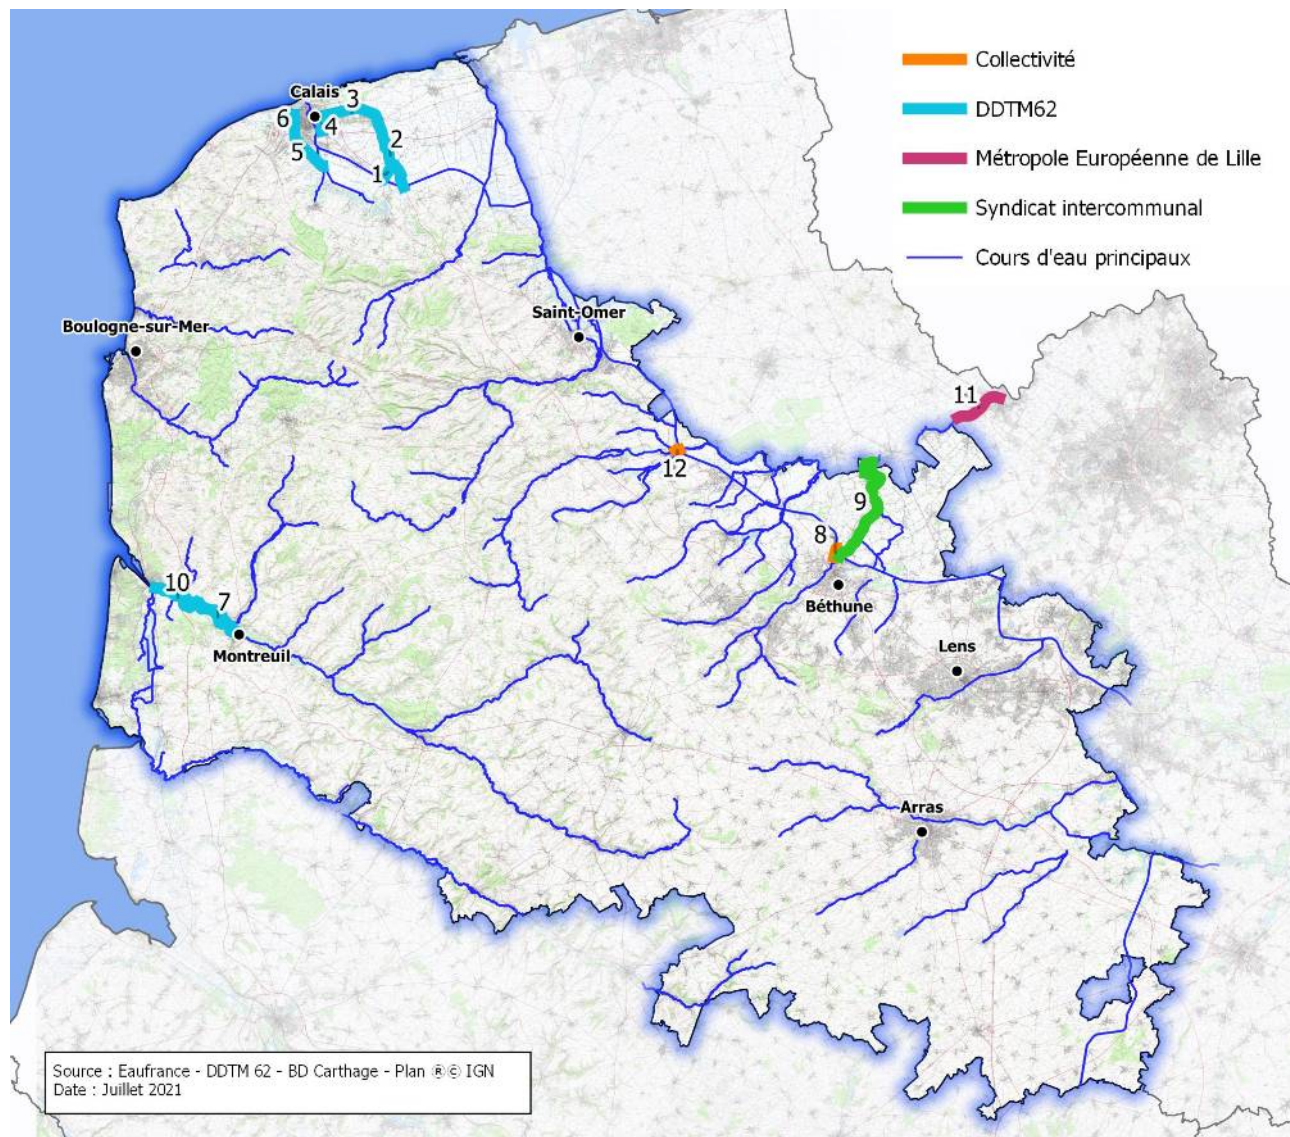 Collectivité
DDTM62
Métropole Européenne de Lille
Syndicat intercommunal
Cours d'eau principaux
Calais
3
6
4
2
5
1
Saint-Omer
Boulogne-sur-Mer
11
12
9
8
10
7
Béthune
Montreuil
Lens
Arras
Source : Eaufrance - DDTM 62 - BD Carthage - Plan ®© IGN
Date : Juillet 2021